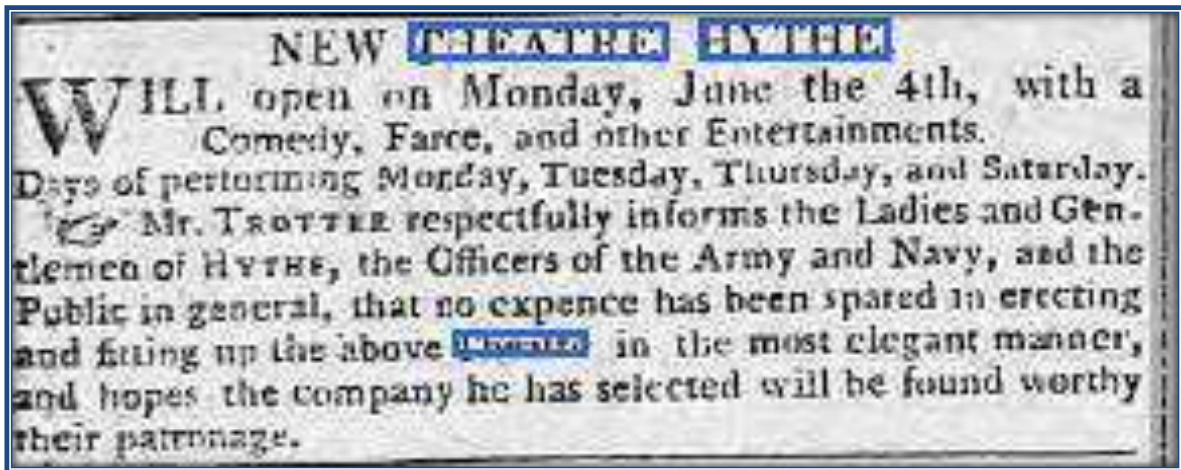 NEW THEATRE HYTHE
WILL open on Monday, June the 4th, with a
Comedy, Farce, and other Entertainments.
Days of performing Monday, Tuesday, Thursday, and Saturday.
☞ Mr. TROTTER respectfully informs the Ladies and Gen-
tlemen of HYTHE, the Officers of the Army and Navy, and the
Public in general, that no expence has been spared in erecting
and fitting up the above in the most elegant manner,
and hopes the company he has selected will be found worthy
their patronage.